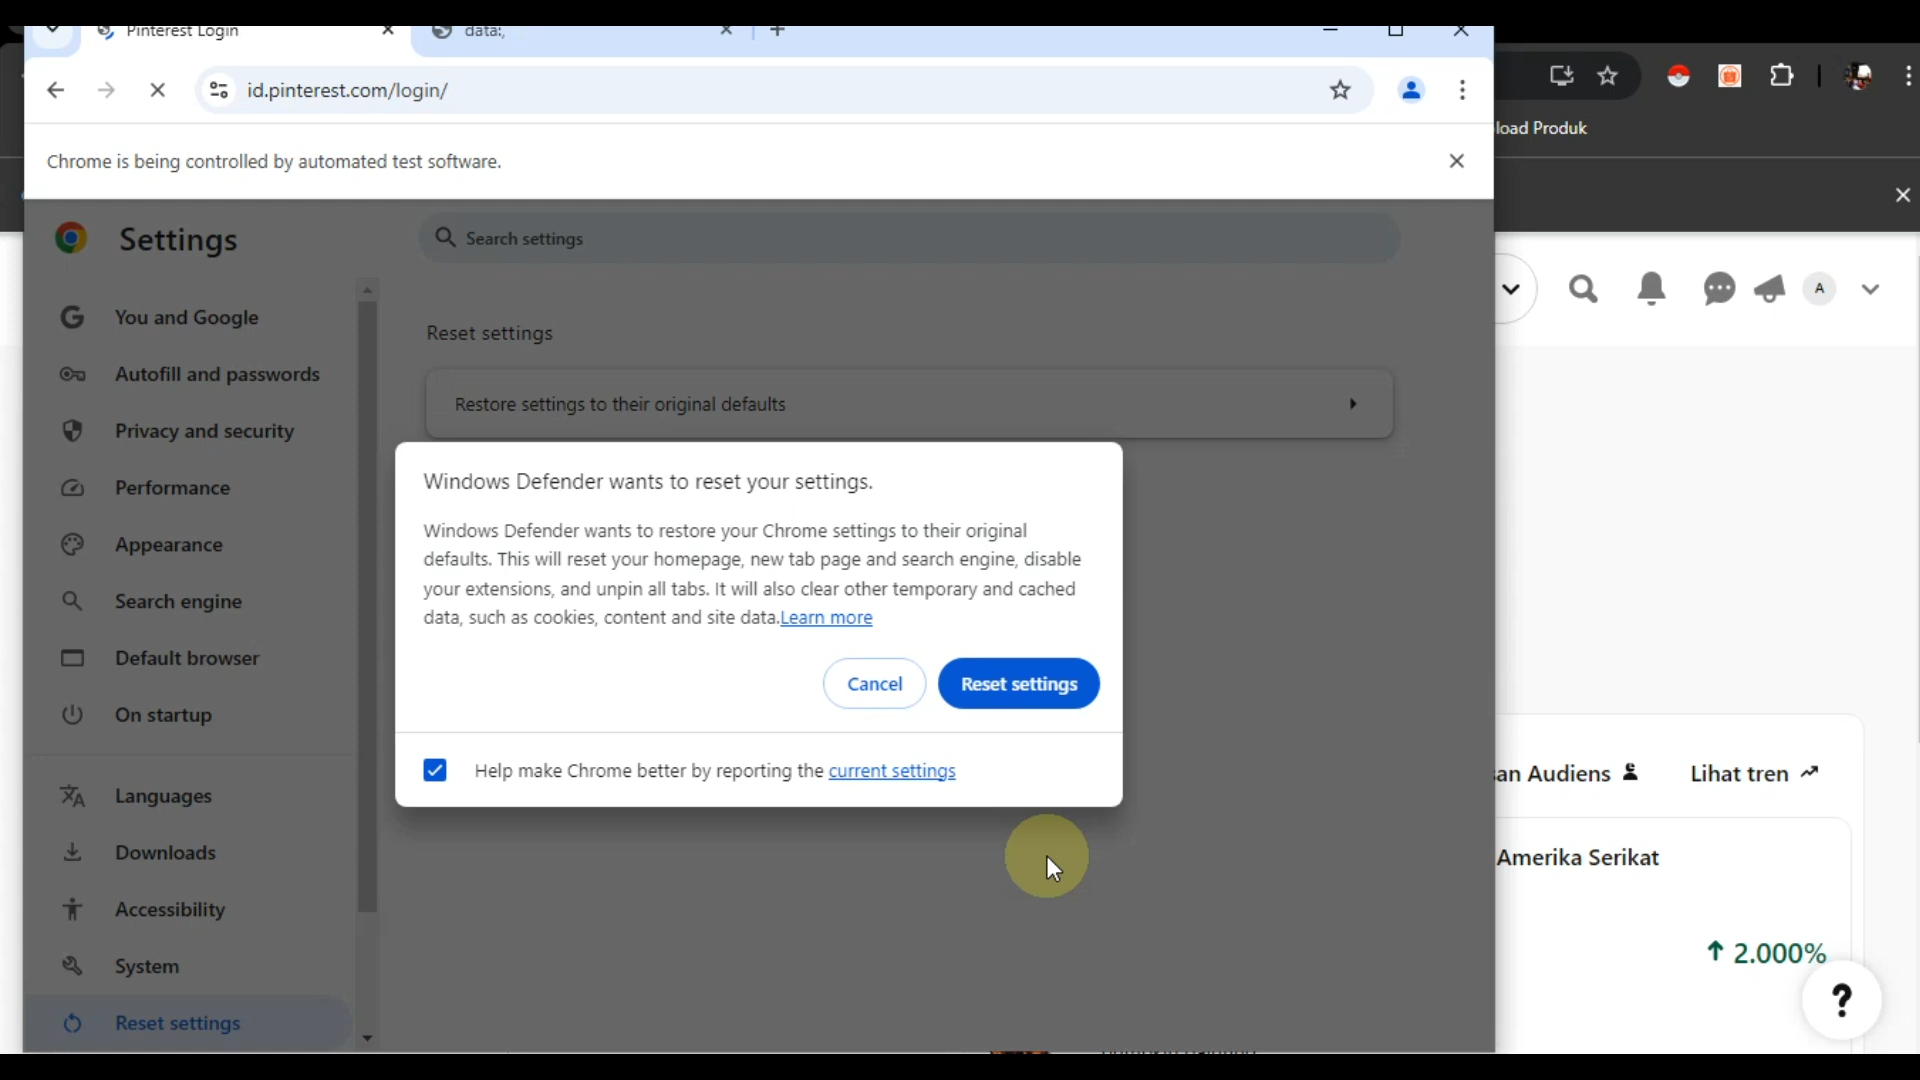 Pinterest Login
data:,
id.pinterest.com/login/
load Produk
Chrome is being controlled by automated test software.
Settings
Search settings
You and Google
Autofill and passwords
Privacy and security
Performance
Appearance
Search engine
Default browser
On startup
Languages
Downloads
Accessibility
System
Reset settings
Reset settings
Restore settings to their original defaults
Windows Defender wants to reset your settings.
Windows Defender wants to restore your Chrome settings to their original
defaults. This will reset your homepage, new tab page and search engine, disable
your extensions, and unpin all tabs. It will also clear other temporary and cached
data, such as cookies, content and site data.Learn more
Cancel
Reset settings
Help make Chrome better by reporting the current settings
A
an Audiens
Lihat tren
Amerika Serikat
2.000%
?